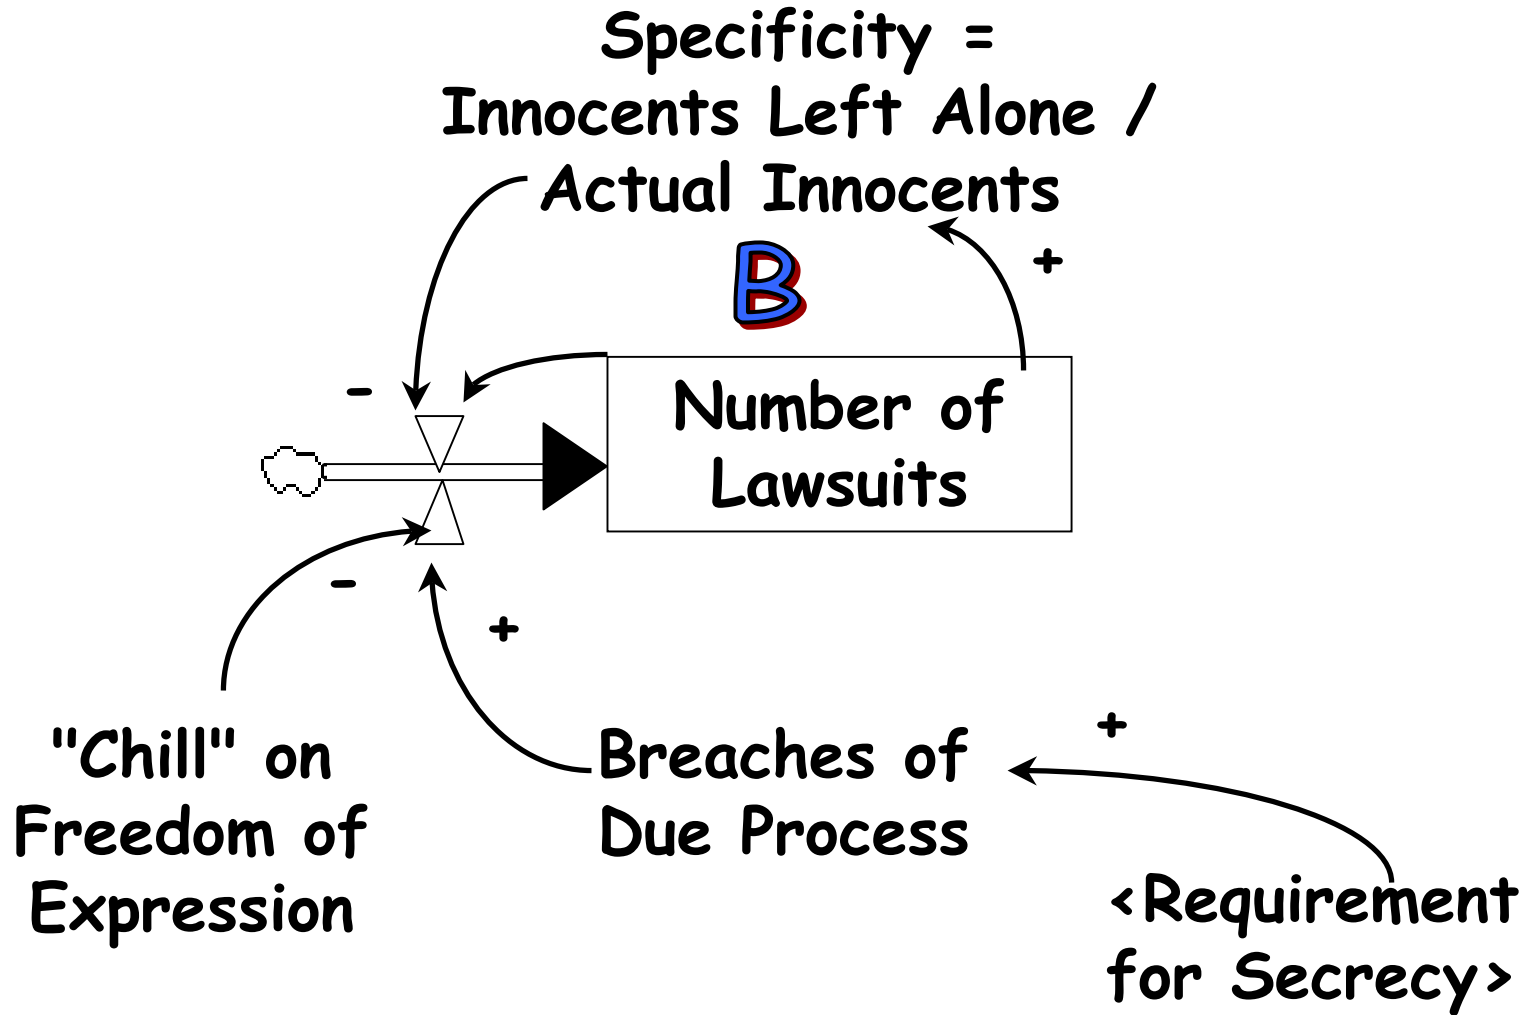 Specificity =
Innocents Left Alone /
Actual Innocents
+
B
-
Number of
Lawsuits
-
+
+
"Chill" on
Freedom of
Expression
Breaches of
Due Process
<Requirement
for Secrecy>